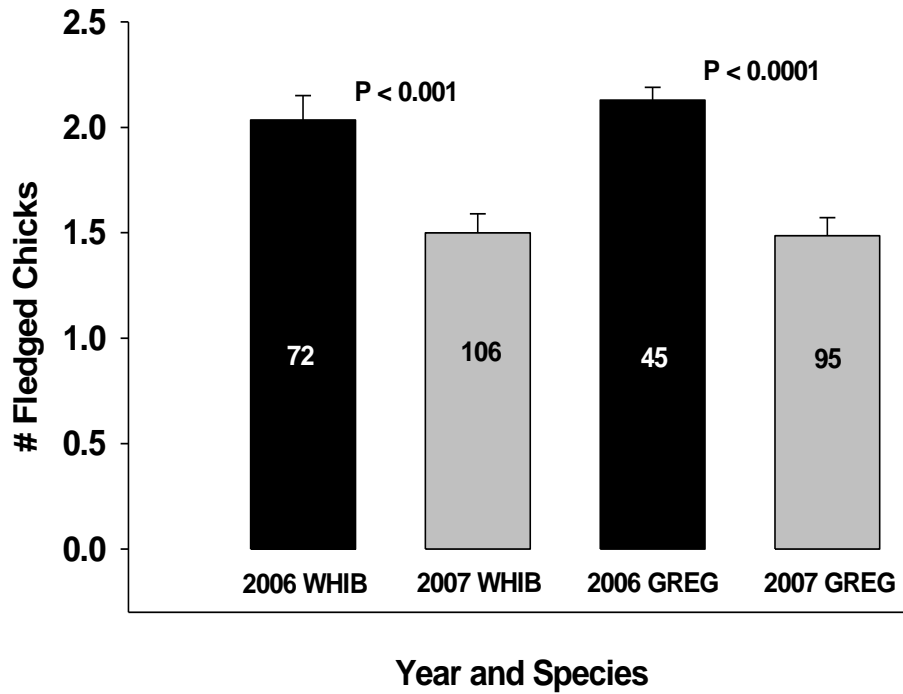 2.5
P < 0.001
P < 0.0001
2.0
1.5
1.0
0.5
0.0
# Fledged Chicks
72
106
45
95
2006 WHIB
2007 WHIB
2006 GREG
2007 GREG
Year and Species